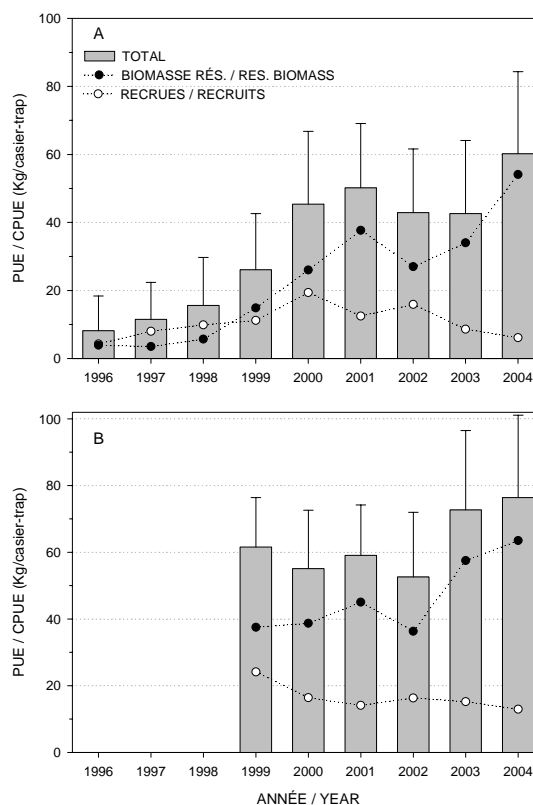 100
A
TOTAL
BIOMASSE RÉS. / RES. BIOMASS
RECRUES / RECRUITS
80
60
40
20
0
PUE / CPUE (Kg/casier-trap)
1996 1997 1998 1999 2000 2001 2002 2003 2004
B
100
80
60
40
20
0
PUE / CPUE (Kg/casier-trap)
1996 1997 1998 1999 2000 2001 2002 2003 2004
ANNÉE / YEAR